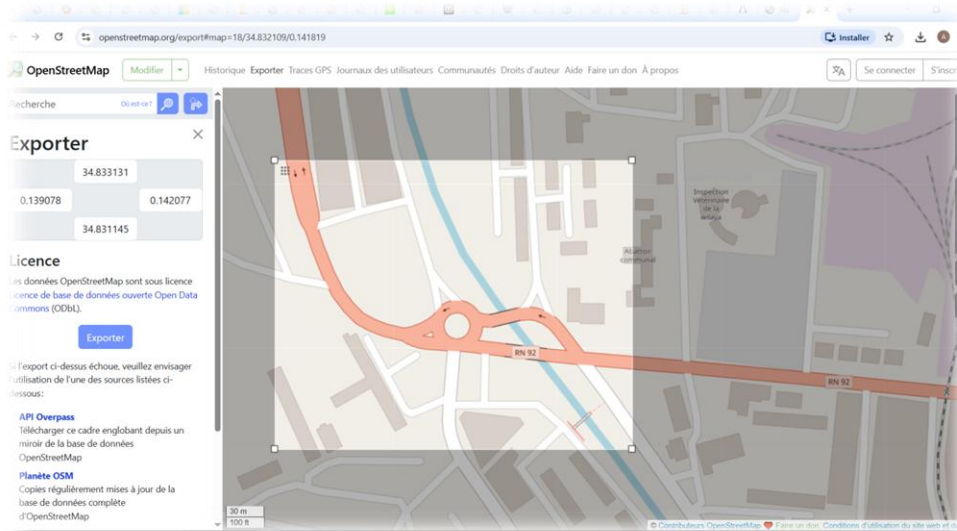 openstreetmap.org/export#map=18/34.832109/0.141819
Installer
A
OpenStreetMap
Modifier
Historique Exporter Traces GPS Journaux des utilisateurs Communautés Droits d'auteur Aide Faire un don À propos
Se connecter
S'inscr
Recherche
Où est-ce?
Exporter
34.833131
0.139078
0.142077
34.831145
Licence
Les données OpenStreetMap sont sous licence
Licence de base de données ouverte Open Data
Commons (ODbL).
Exporter
Si l'export ci-dessus échoue, veuillez envisager
l'utilisation de l'une des sources listées ci-
dessous:
API Overpass
Télécharger ce cadre englobant depuis un
miroir de la base de données
OpenStreetMap
Planète OSM
Copies régulièrement mises à jour de la
base de données complète
d'OpenStreetMap
Inspection
Vétérinaire
de la
wilaya
Abattoir
communal
RN 92
RN 92
30 m
100 ft
© Contributeurs OpenStreetMap Faire un don. Conditions d'utilisation du site web et d